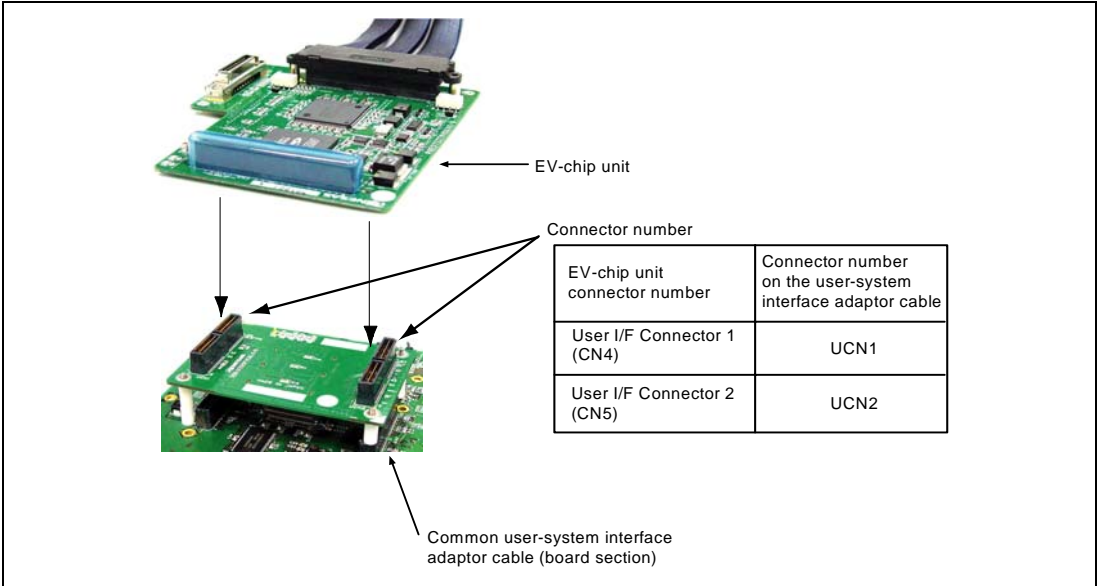 EV-chip unit
Connector number
EV-chip unit
connector number
Connector number
on the user-system
interface adaptor cable
User I/F Connector 1
(CN4)
UCN1
User I/F Connector 2
(CN5)
UCN2
Common user-system interface
adaptor cable (board section)